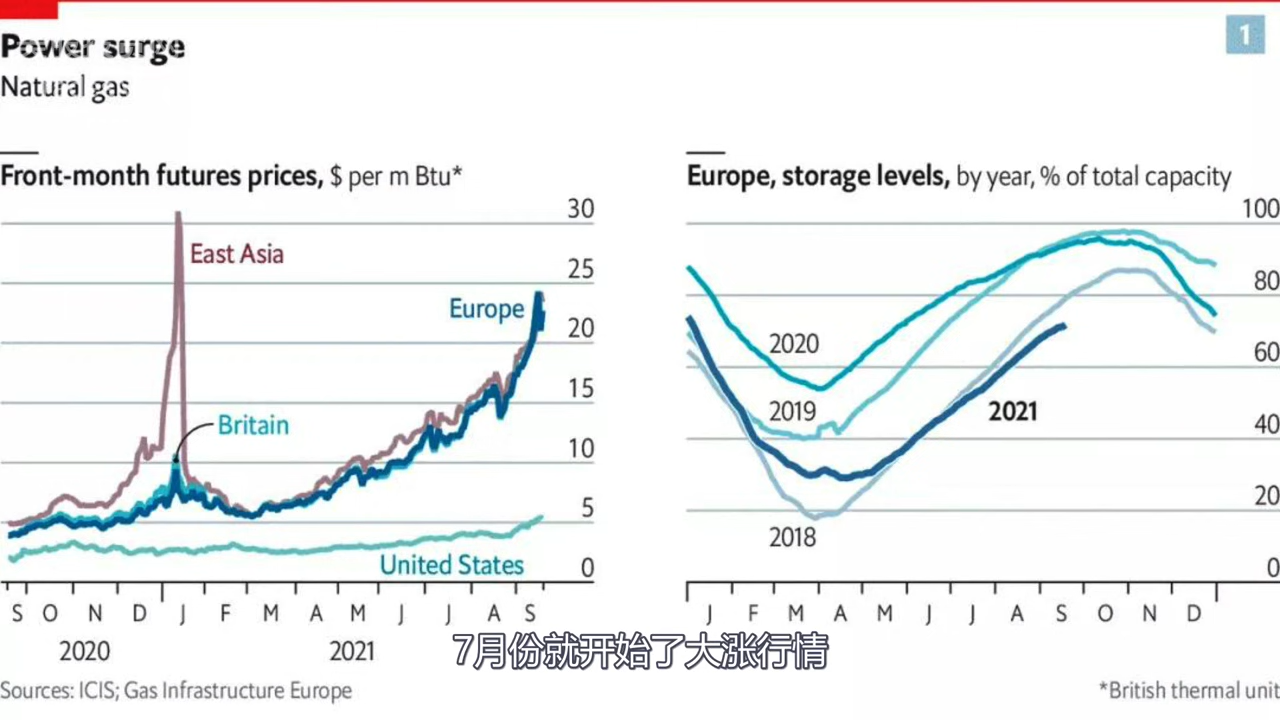 Power surge
1
Natural gas
Front-month futures prices, $ per m Btu*
30
East Asia
25
Europe
20
15
Britain
10
5
United States
0
S O N D J F M A M J J A S
2020 2021
Europe, storage levels, by year, % of total capacity
100
80
2020
60
2019
2021
40
20
2018
0
J F M A M J J A S O N D
7月份就开始了大涨行情
Sources: ICIS; Gas Infrastructure Europe
*British thermal unit